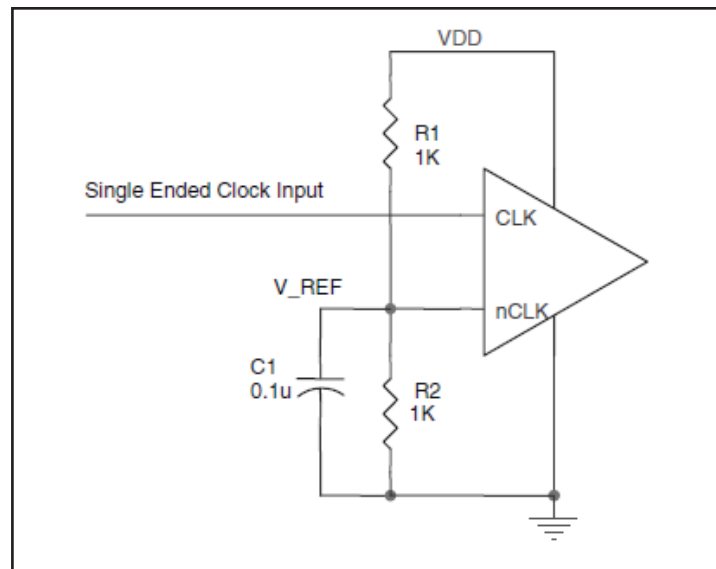 VDD
R1
1K
Single Ended Clock Input
CLK
V_REF
nCLK
C1
0.1u
R2
1K